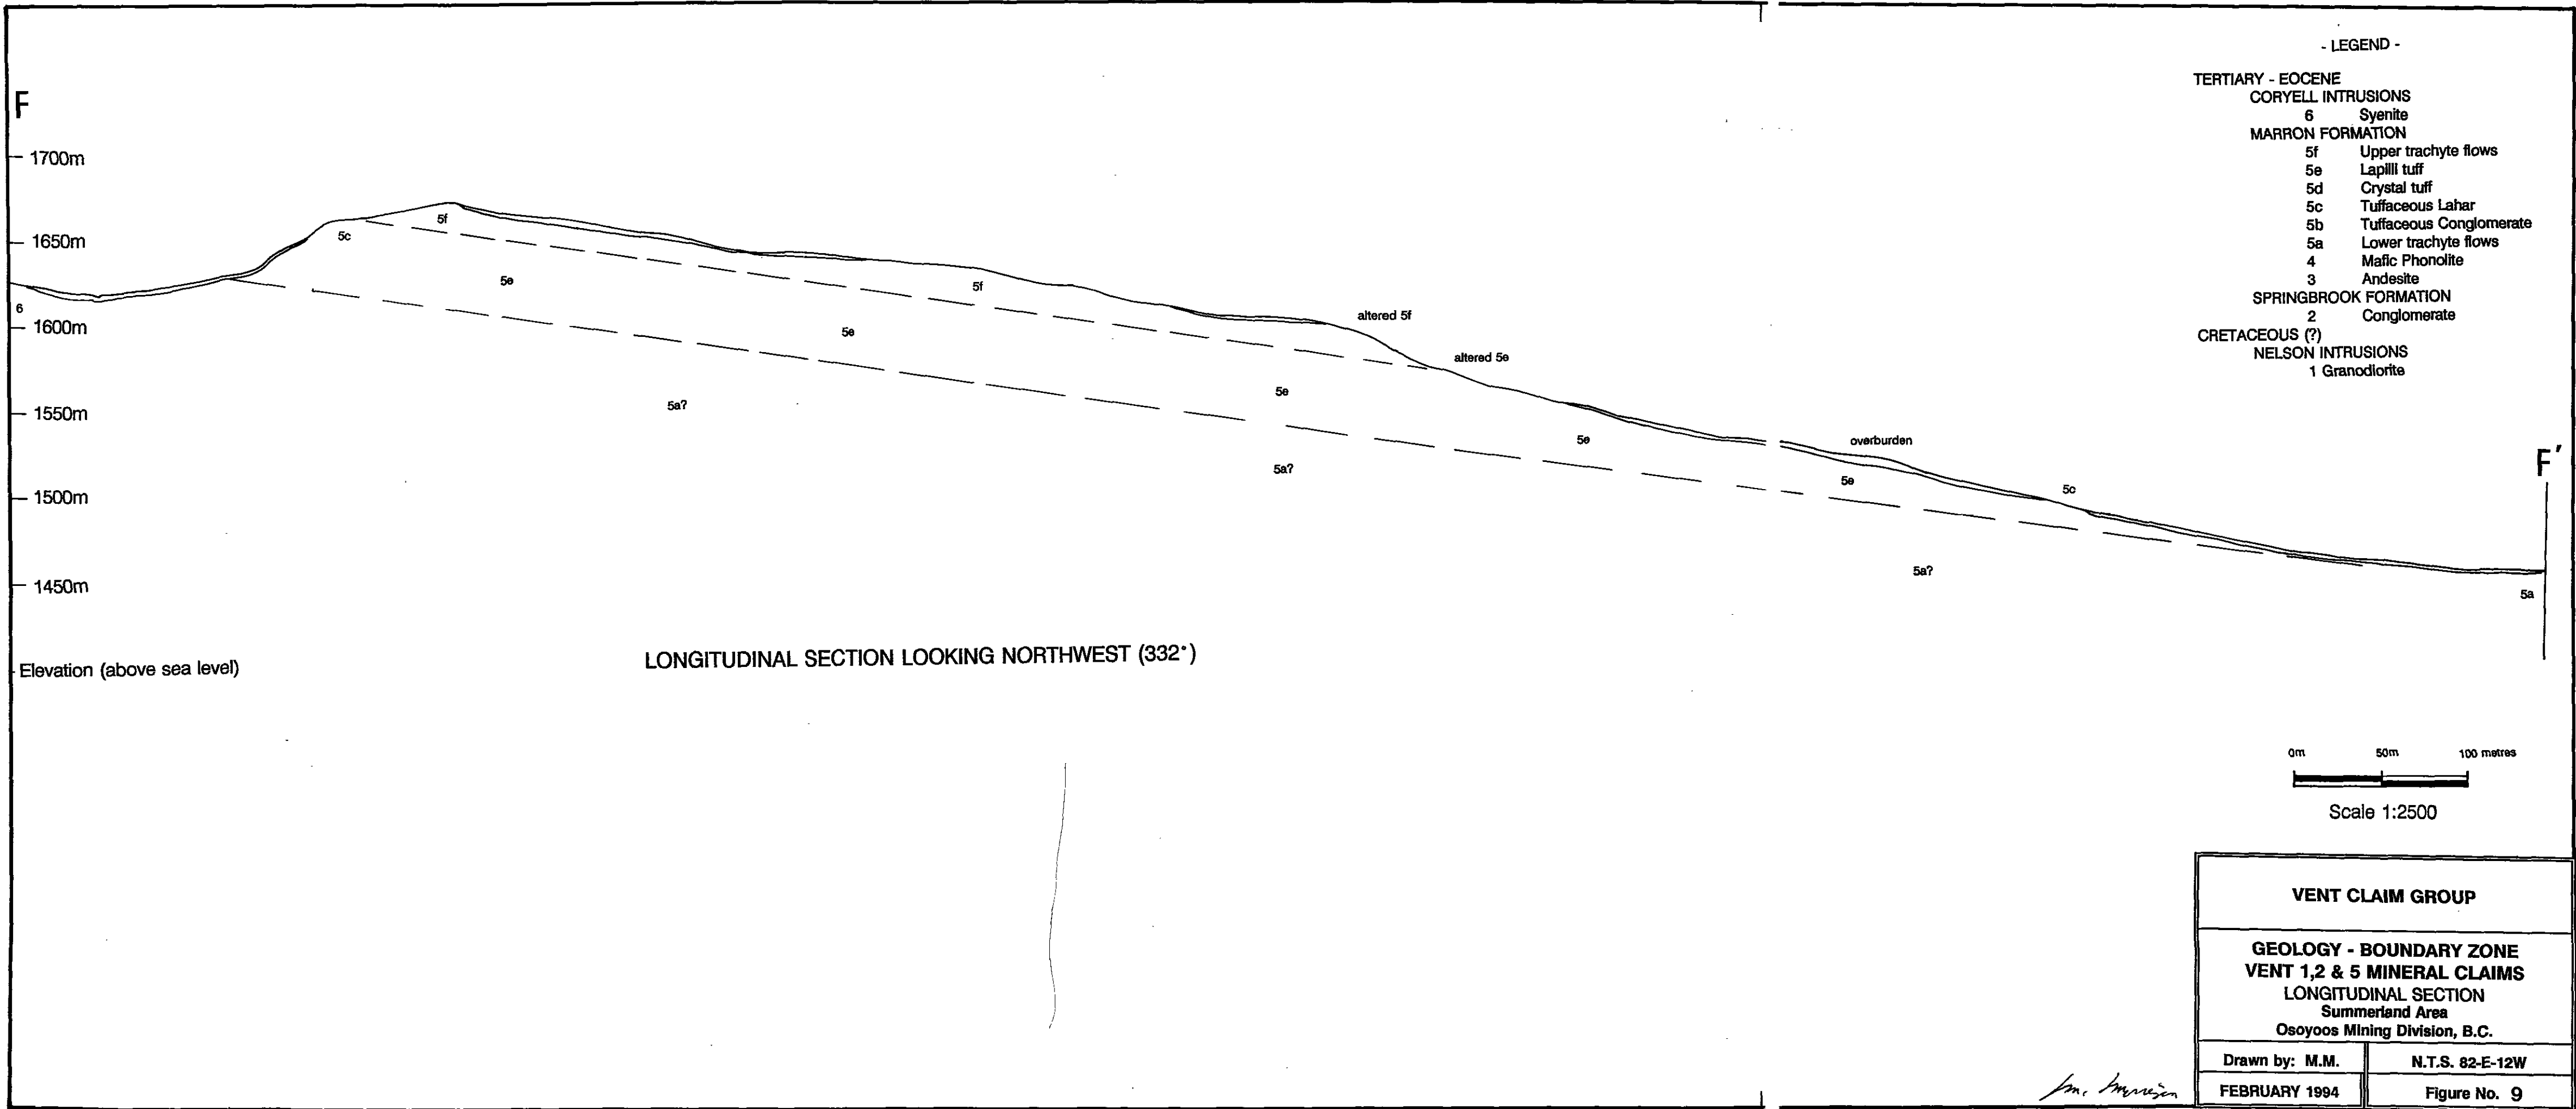 - LEGEND -
TERTIARY - EOCENE
CORYELL INTRUSIONS
6 Syenite
MARRON FORMATION
5f Upper trachyte flows
5e Lapilli tuff
5d Crystal tuff
5c Tuffaceous Lahar
5b Tuffaceous Conglomerate
5a Lower trachyte flows
4 Mafic Phonolite
3 Andesite
SPRINGBROOK FORMATION
2 Conglomerate
CRETACEOUS (?)
NELSON INTRUSIONS
1 Granodiorite
F
1700m
1650m
1600m
1550m
1500m
1450m
Elevation (above sea level)
6
5c
5f
5e
5e
5f
altered 5f
altered 5e
5e
5a?
5a?
5e
overburden
5e
5c
5a?
F'
5a
LONGITUDINAL SECTION LOOKING NORTHWEST (332°)
0m 50m 100 metres
Scale 1:2500
VENT CLAIM GROUP
GEOLOGY - BOUNDARY ZONE
VENT 1,2 & 5 MINERAL CLAIMS
LONGITUDINAL SECTION
Summerland Area
Osoyoos Mining Division, B.C.
Drawn by: M.M.
N.T.S. 82-E-12W
FEBRUARY 1994
Figure No. 9